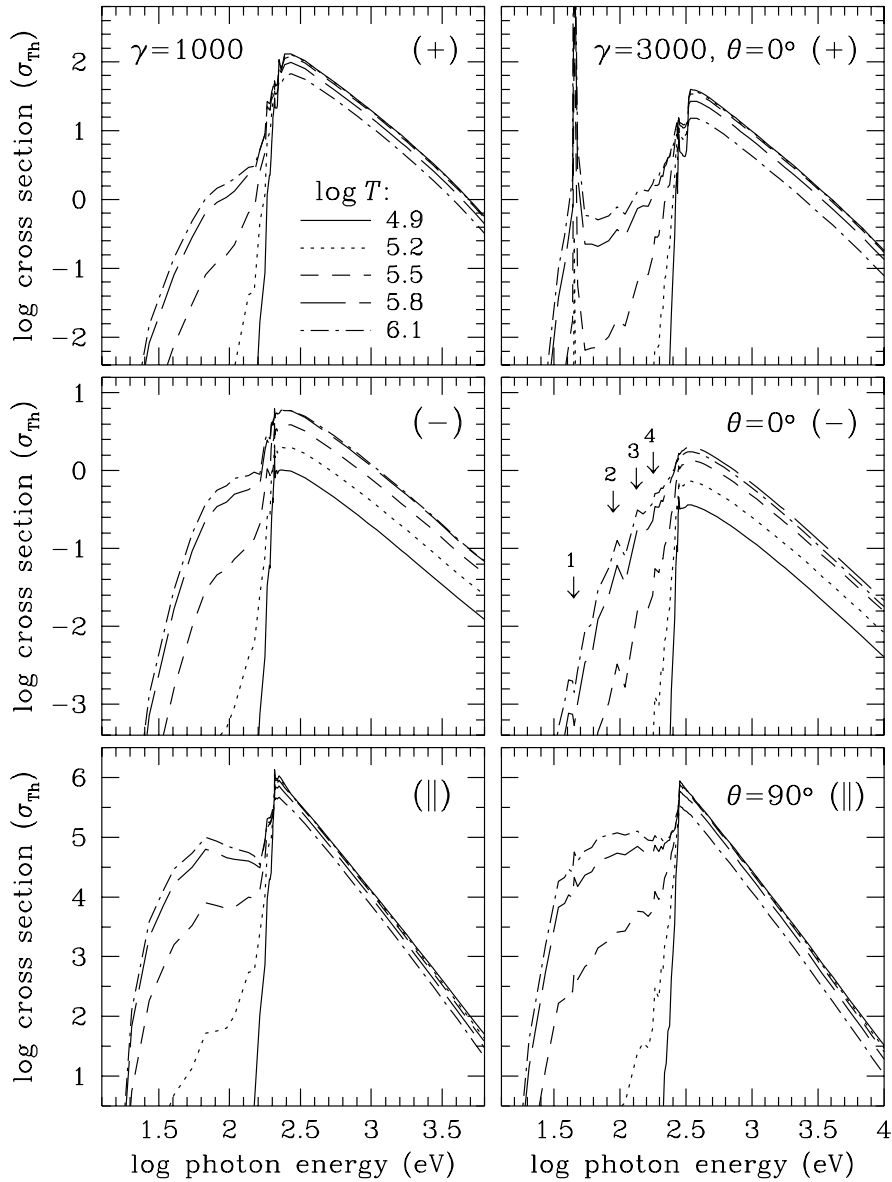 γ=1000 (+)
γ=3000, θ=0° (+)
2
1
0
−1
−2
log cross section (σTh)
log T:
4.9
5.2
5.5
5.8
6.1
(−)
θ=0° (−)
1
0
−1
−2
−3
log cross section (σTh)
1
2
3
4
(∥)
θ=90° (∥)
6
5
4
3
2
1
log cross section (σTh)
1.5 2 2.5 3 3.5
1.5 2 2.5 3 3.5 4
log photon energy (eV)
log photon energy (eV)